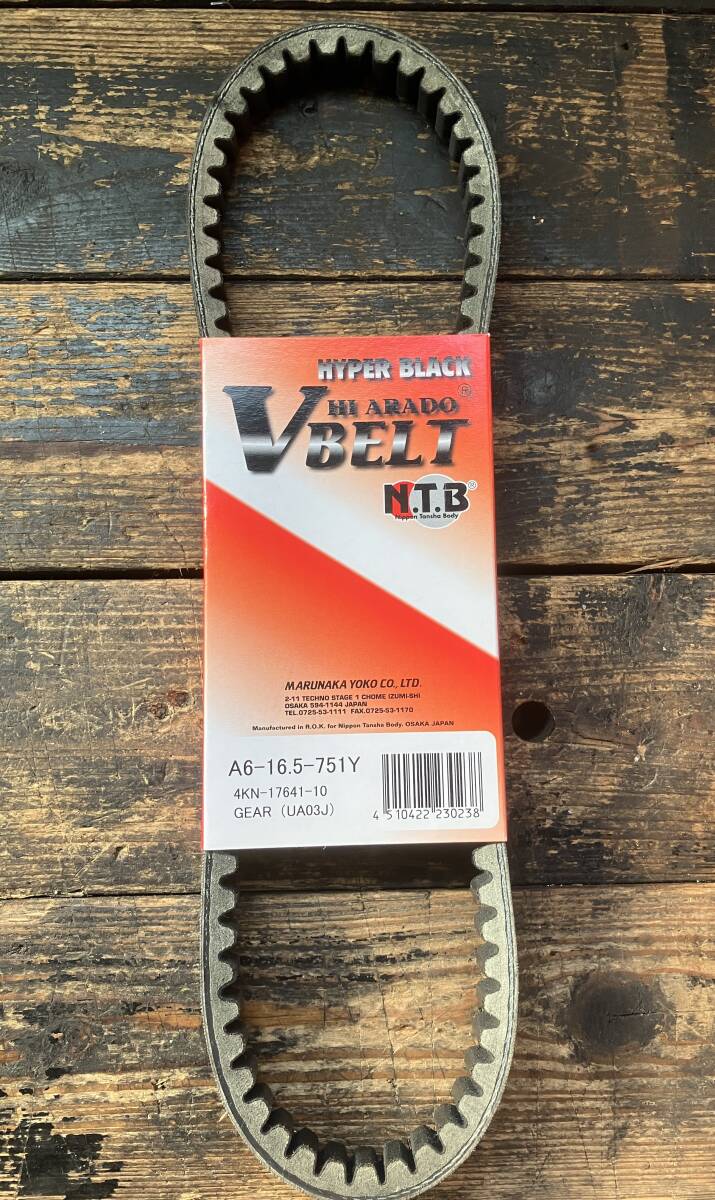 HYPER BLACK
HI ARADO ®
V BELT
N.T.B ®
Nippon Tansha Body
MARUNAKA YOKO CO., LTD.
2-11 TECHNO STAGE 1 CHOME IZUMI-SHI
OSAKA 594-1144 JAPAN
TEL.0725-53-1111 FAX.0725-53-1170
Manufactured in R.O.K. for Nippon Tansha Body. OSAKA JAPAN
A6-16.5-751Y
4KN-17641-10
GEAR (UA03J)
4 510422 230238